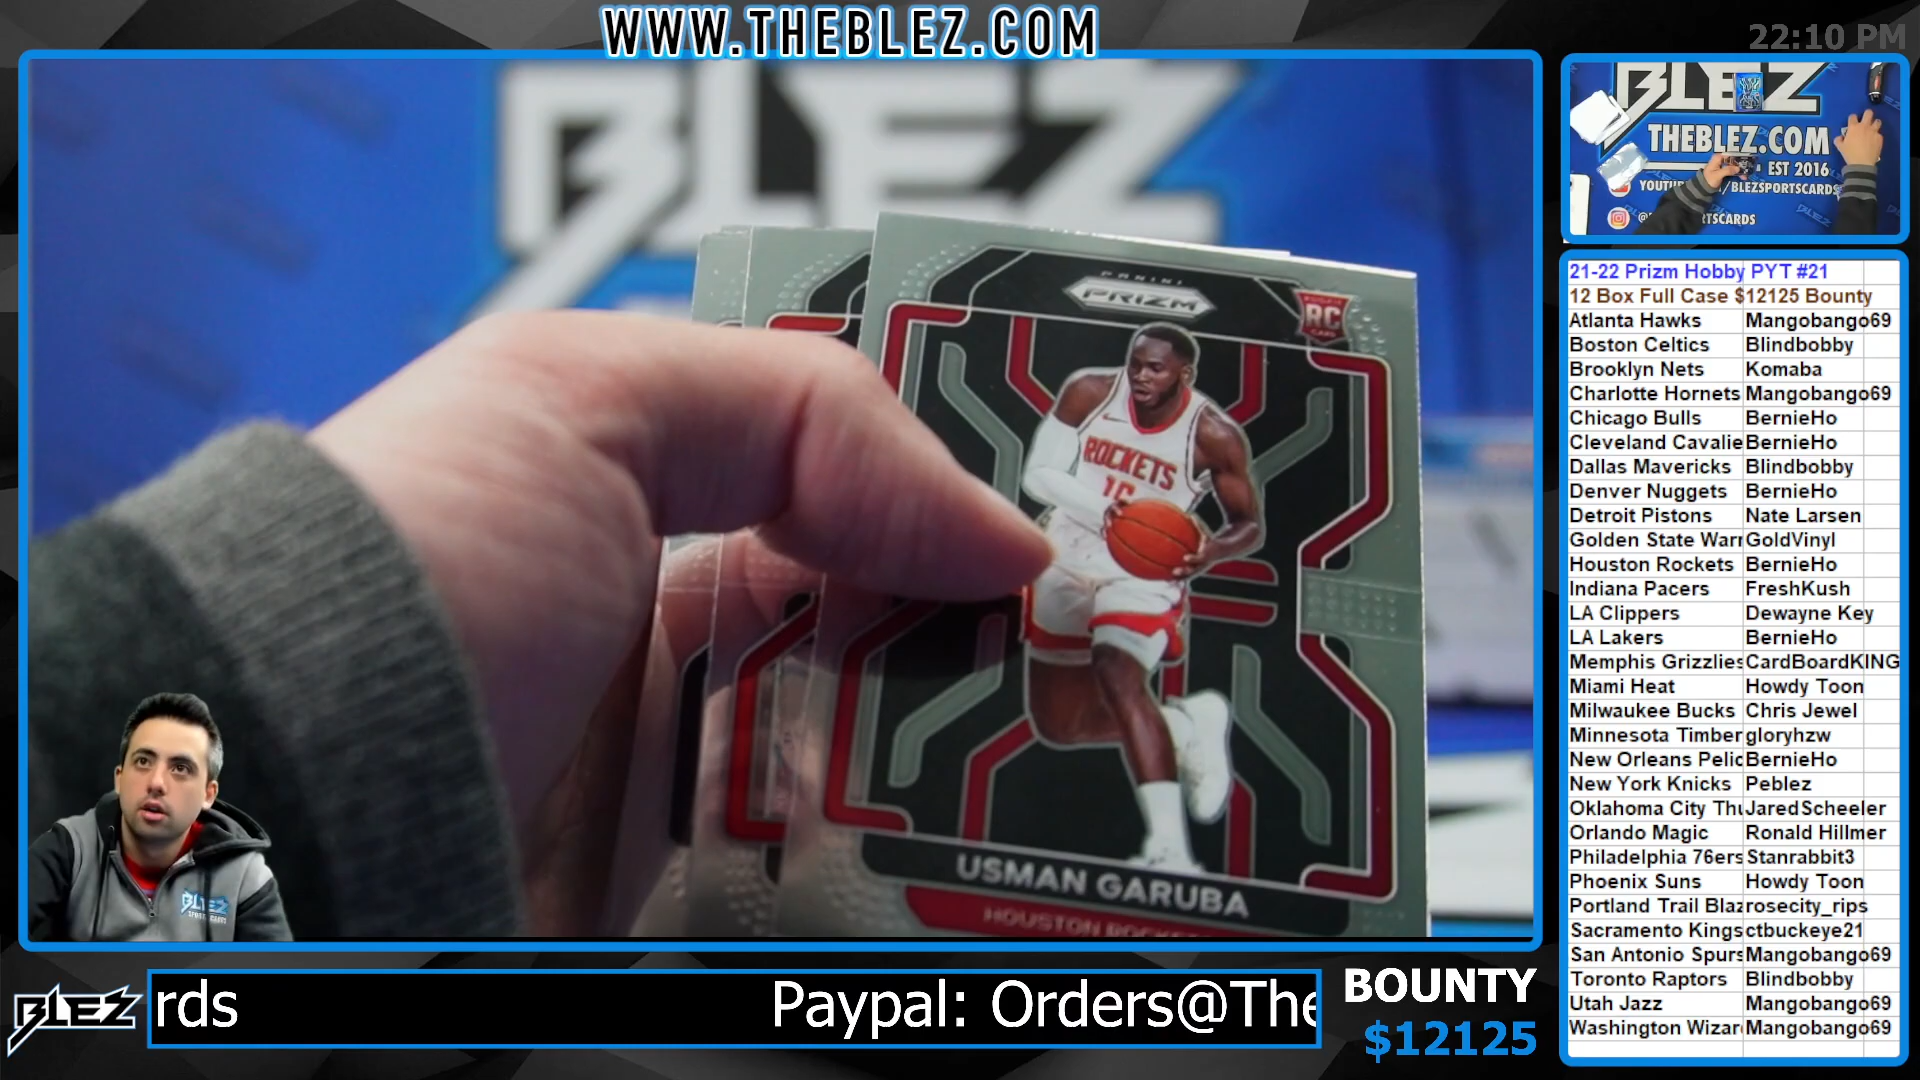 WWW.THEBLEZ.COM
22:10 PM
BLEZ
PANINI
PRIZM
RC
ROCKETS
USMAN GARUBA
BLEZ
THEBLEZ.COM
EST 2016
21-22 Prizm Hobby PYT #21
12 Box Full Case $12125 Bounty
Atlanta Hawks Mangobango69
Boston Celtics Blindbobby
Brooklyn Nets Komaba
Charlotte Hornets Mangobango69
Chicago Bulls BernieHo
Cleveland Cavalie BernieHo
Dallas Mavericks Blindbobby
Denver Nuggets BernieHo
Detroit Pistons Nate Larsen
Golden State Warr GoldVinyl
Houston Rockets BernieHo
Indiana Pacers FreshKush
LA Clippers Dewayne Key
LA Lakers BernieHo
Memphis Grizzlies CardBoardKING
Miami Heat Howdy Toon
Milwaukee Bucks Chris Jewel
Minnesota Timber gloryhzw
New Orleans Pelic BernieHo
New York Knicks Peblez
Oklahoma City Thu JaredScheeler
Orlando Magic Ronald Hillmer
Philadelphia 76ers Stanrabbit3
Phoenix Suns Howdy Toon
Portland Trail Blaz rosecity_rips
Sacramento Kings ctbuckeye21
San Antonio Spurs Mangobango69
Toronto Raptors Blindbobby
Utah Jazz Mangobango69
Washington Wizar Mangobango69
BLEZ
BLEZ
rds Paypal: Orders@The
BOUNTY
$12125